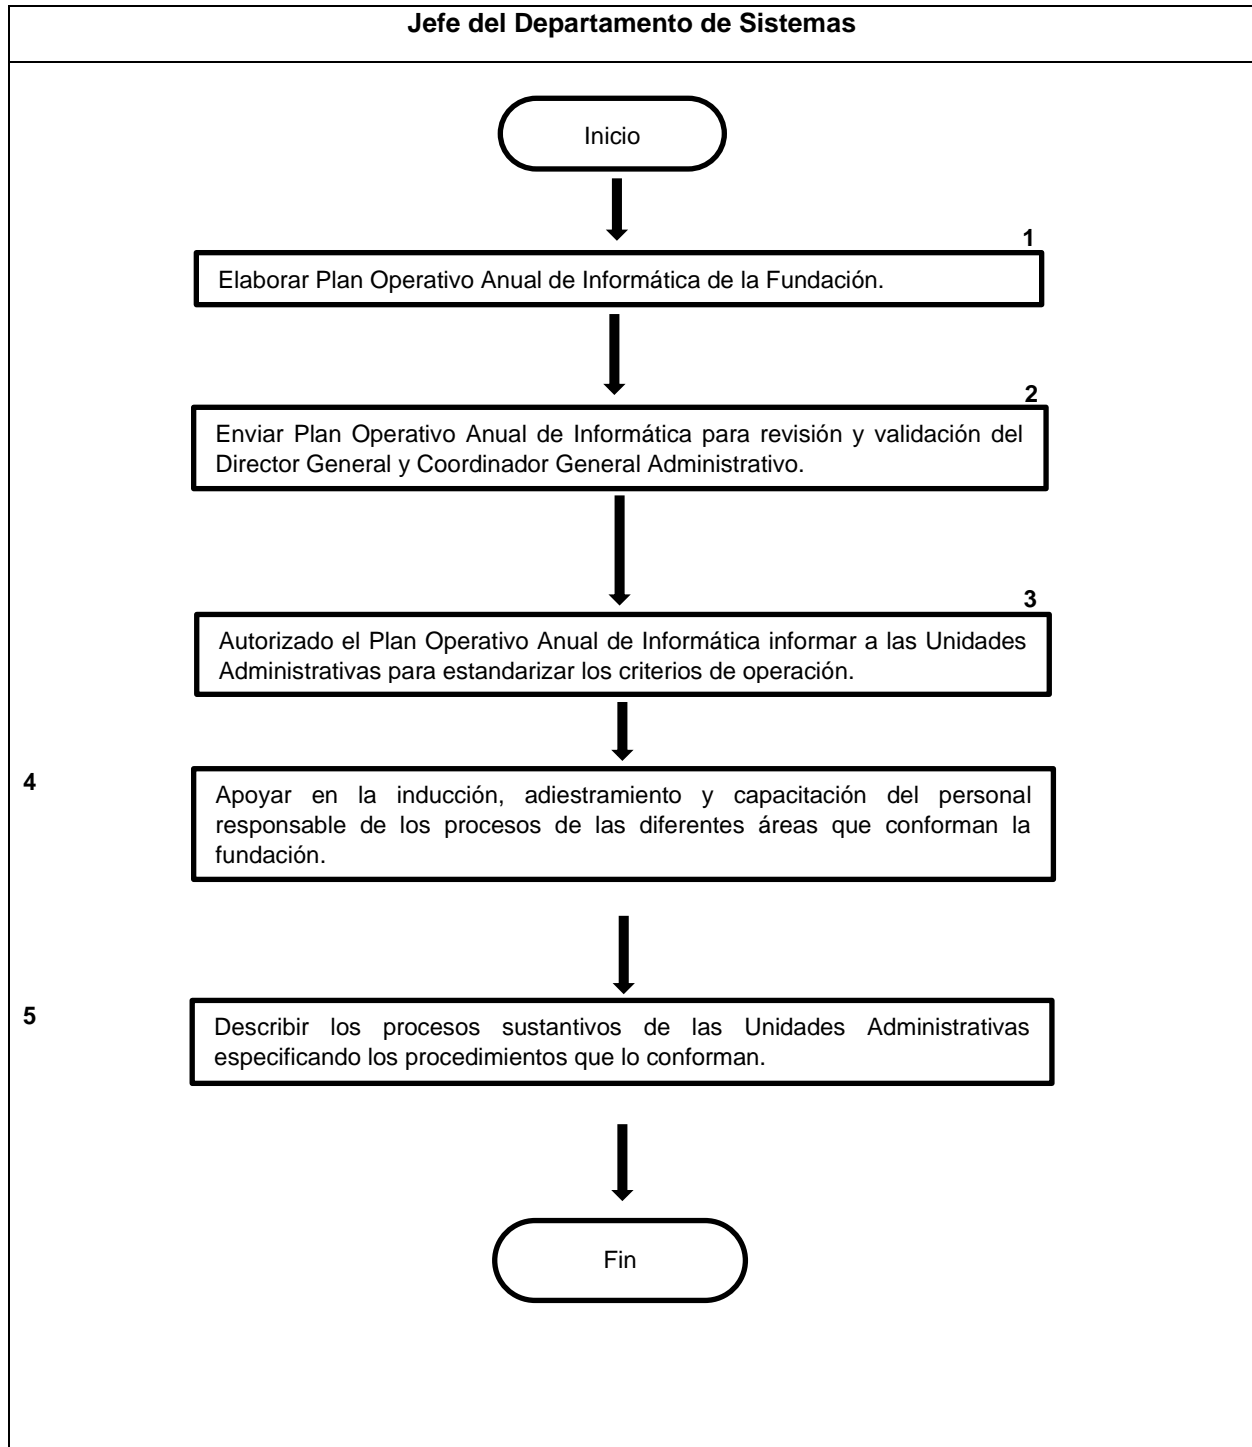 Jefe del Departamento de Sistemas
Inicio
1
Elaborar Plan Operativo Anual de Informática de la Fundación.
2
Enviar Plan Operativo Anual de Informática para revisión y validación del
Director General y Coordinador General Administrativo.
3
Autorizado el Plan Operativo Anual de Informática informar a las Unidades
Administrativas para estandarizar los criterios de operación.
4
Apoyar en la inducción, adiestramiento y capacitación del personal
responsable de los procesos de las diferentes áreas que conforman la
fundación.
5
Describir los procesos sustantivos de las Unidades Administrativas
especificando los procedimientos que lo conforman.
Fin